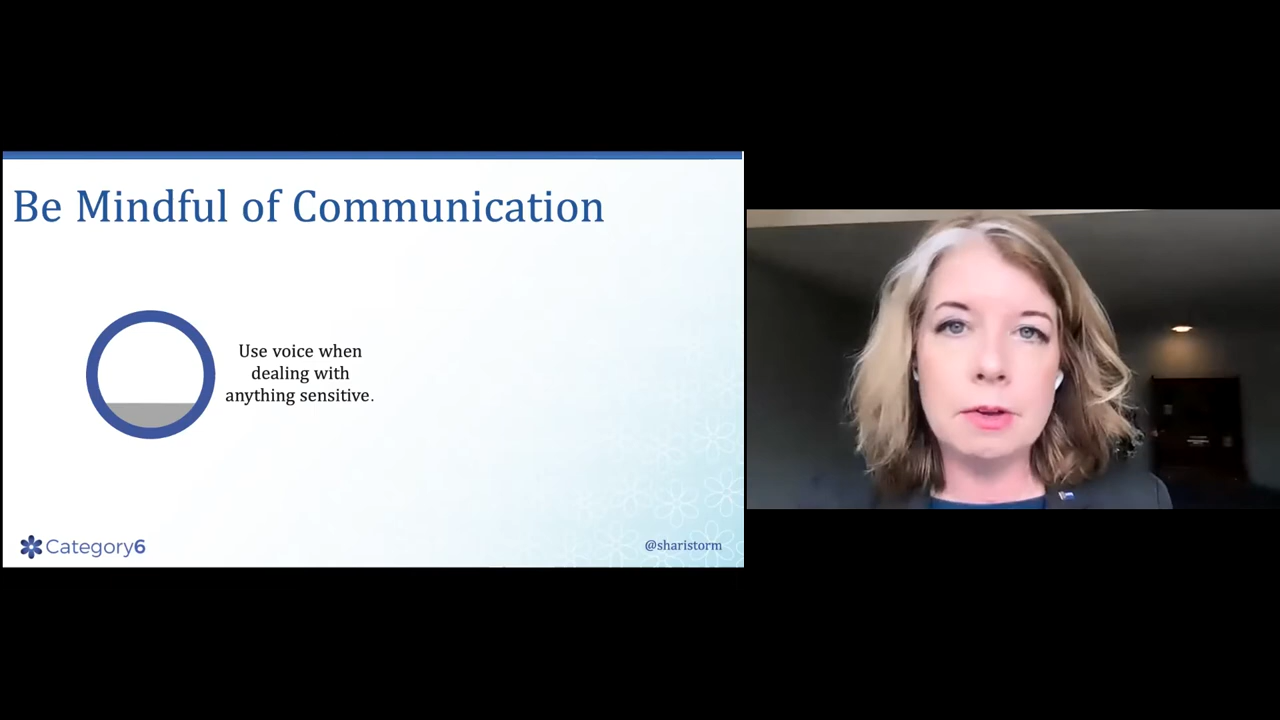 Be Mindful of Communication
Use voice when
dealing with
anything sensitive.
Category6
@sharistorm